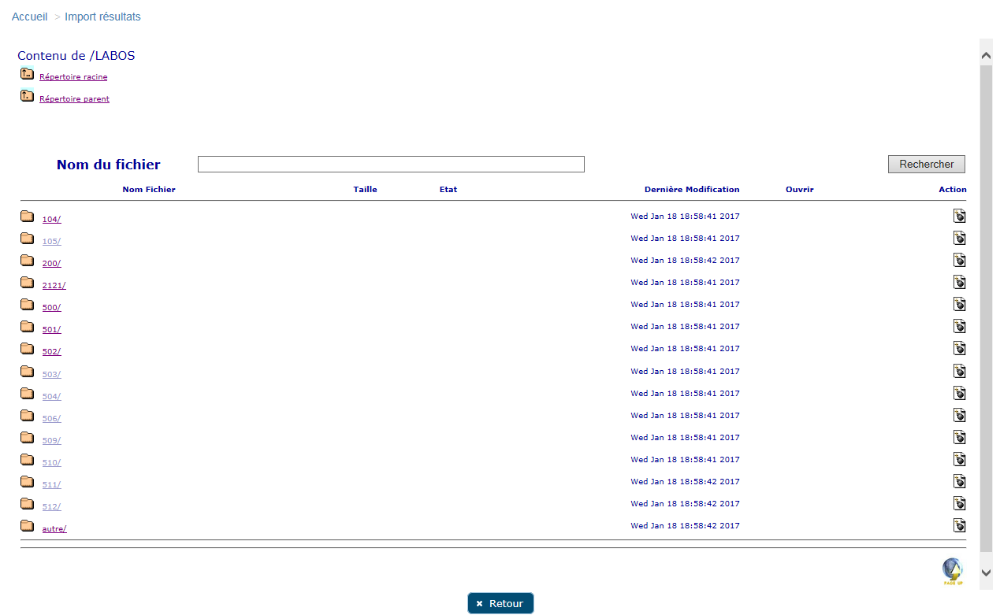 Accueil > Import résultats
Contenu de /LABOS
Répertoire racine
Répertoire parent
Nom du fichier Rechercher
Nom Fichier Taille Etat Dernière Modification Ouvrir Action
104/ Wed Jan 18 18:58:41 2017
105/ Wed Jan 18 18:58:41 2017
200/ Wed Jan 18 18:58:42 2017
2121/ Wed Jan 18 18:58:41 2017
500/ Wed Jan 18 18:58:41 2017
501/ Wed Jan 18 18:58:41 2017
502/ Wed Jan 18 18:58:41 2017
503/ Wed Jan 18 18:58:41 2017
504/ Wed Jan 18 18:58:41 2017
506/ Wed Jan 18 18:58:41 2017
509/ Wed Jan 18 18:58:41 2017
510/ Wed Jan 18 18:58:41 2017
511/ Wed Jan 18 18:58:42 2017
512/ Wed Jan 18 18:58:42 2017
autre/ Wed Jan 18 18:58:42 2017
PAGE UP
Retour